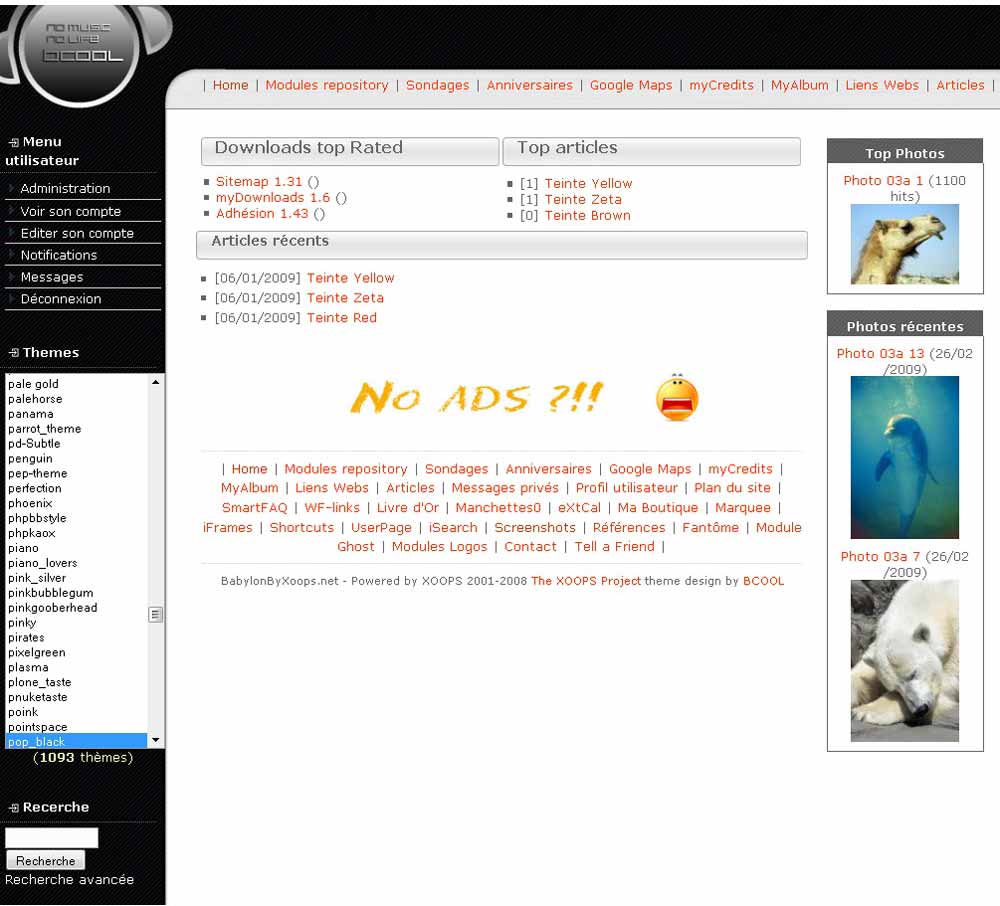 no music
no life
bcool
| Home | Modules repository | Sondages | Anniversaires | Google Maps | myCredits | MyAlbum | Liens Webs | Articles |
Menu
utilisateur
Administration
Voir son compte
Editer son compte
Notifications
Messages
Déconnexion
Themes
pale gold
palehorse
panama
parrot_theme
pd-Subtle
penguin
pep-theme
perfection
phoenix
phpbbstyle
phpkaox
piano
piano_lovers
pink_silver
pinkbubblegum
pinkgooberhead
pinky
pirates
pixelgreen
plasma
plone_taste
pnuketaste
poink
pointspace
pop_black
(1093 thèmes)
Recerche
Recherche
Recherche avancée
Downloads top Rated
Sitemap 1.31 ()
myDownloads 1.6 ()
Adhésion 1.43 ()
Top articles
[1] Teinte Yellow
[1] Teinte Zeta
[0] Teinte Brown
Articles récents
[06/01/2009] Teinte Yellow
[06/01/2009] Teinte Zeta
[06/01/2009] Teinte Red
No ADS ?!!
| Home | Modules repository | Sondages | Anniversaires | Google Maps | myCredits |
MyAlbum | Liens Webs | Articles | Messages privés | Profil utilisateur | Plan du site |
SmartFAQ | WF-links | Livre d'Or | Manchettes0 | eXtCal | Ma Boutique | Marquee |
iFrames | Shortcuts | UserPage | iSearch | Screenshots | Références | Fantôme | Module
Ghost | Modules Logos | Contact | Tell a Friend |
BabylonByXoops.net - Powered by XOOPS 2001-2008 The XOOPS Project theme design by BCOOL
Top Photos
Photo 03a 1 (1100
hits)
Photos récentes
Photo 03a 13 (26/02
/2009)
Photo 03a 7 (26/02
/2009)